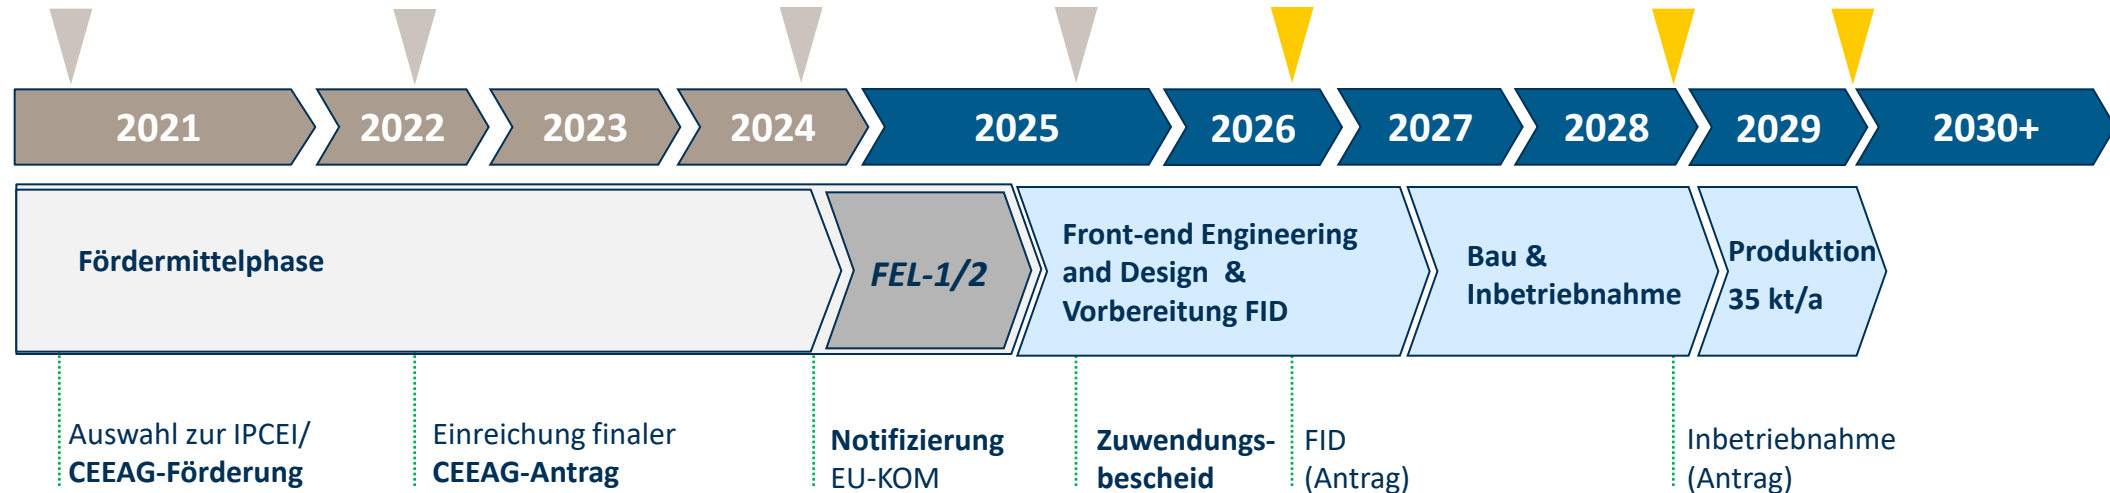 2021
2022
2023
2024
2025
2026
2027
2028
2029
2030+
Fördermittelphase
FEL-1/2
Front-end Engineering
and Design &
Vorbereitung FID
Bau &
Inbetriebnahme
Produktion
35 kt/a
Auswahl zur IPCEI/
CEEAG-Förderung
Einreichung finaler
CEEAG-Antrag
Notifizierung
EU-KOM
Zuwendungs-
bescheid
FID
(Antrag)
Inbetriebnahme
(Antrag)